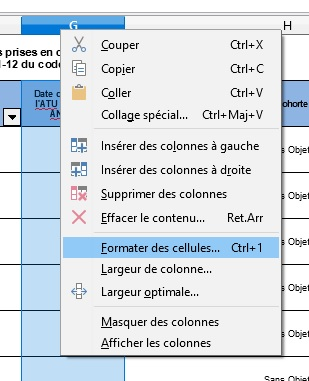 G
H
s prises en c
1-12 du code
Date d
l'ATU
AN
ohorte
Couper Ctrl+X
Copier Ctrl+C
Coller Ctrl+V
Collage spécial... Ctrl+Maj+V
Insérer des colonnes à gauche
Insérer des colonnes à droite
Supprimer des colonnes
Effacer le contenu... Ret.Arr
Formater des cellules... Ctrl+1
Largeur de colonne...
Largeur optimale...
Masquer des colonnes
Afficher les colonnes
s Objet
s Objet
s Objet
s Objet
s Objet
Sans Objet